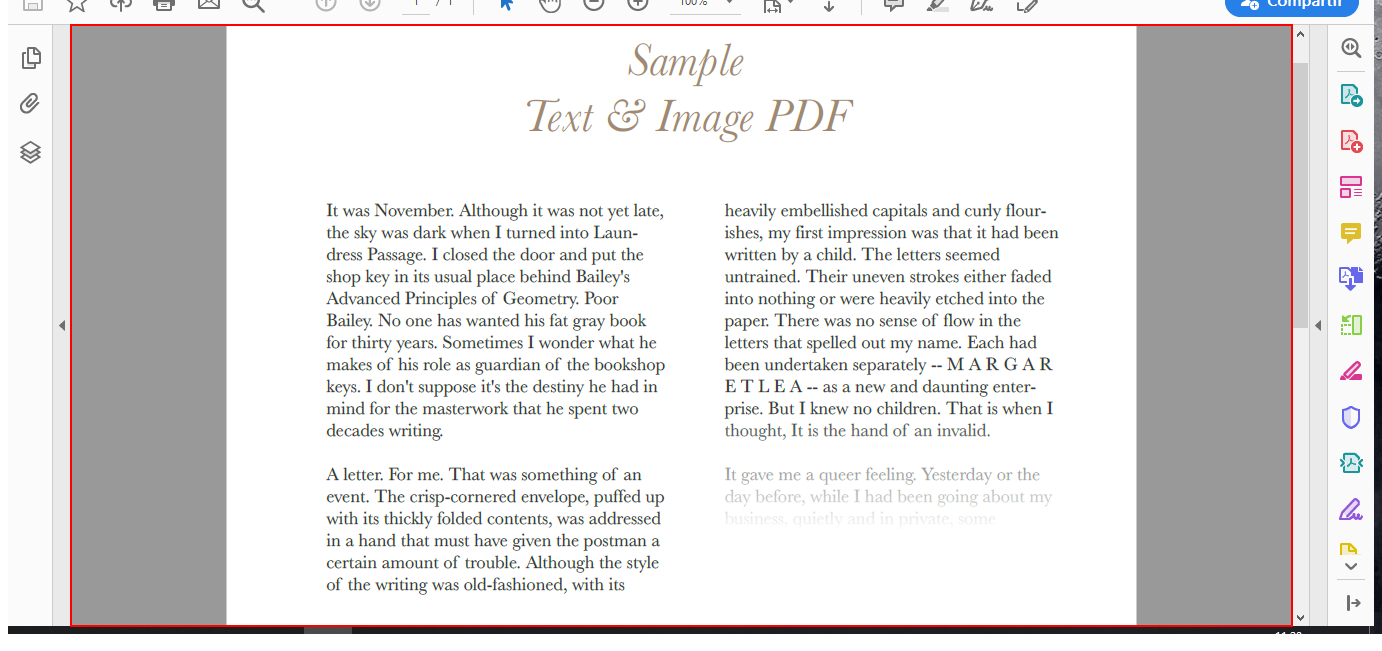 1 / 1
100%
Compartir
Sample
Text & Image PDF
It was November. Although it was not yet late,
the sky was dark when I turned into Laun-
dress Passage. I closed the door and put the
shop key in its usual place behind Bailey's
Advanced Principles of Geometry. Poor
Bailey. No one has wanted his fat gray book
for thirty years. Sometimes I wonder what he
makes of his role as guardian of the bookshop
keys. I don't suppose it's the destiny he had in
mind for the masterwork that he spent two
decades writing.
A letter. For me. That was something of an
event. The crisp-cornered envelope, puffed up
with its thickly folded contents, was addressed
in a hand that must have given the postman a
certain amount of trouble. Although the style
of the writing was old-fashioned, with its
heavily embellished capitals and curly flour-
ishes, my first impression was that it had been
written by a child. The letters seemed
untrained. Their uneven strokes either faded
into nothing or were heavily etched into the
paper. There was no sense of flow in the
letters that spelled out my name. Each had
been undertaken separately -- M A R G A R
E T L E A -- as a new and daunting enter-
prise. But I knew no children. That is when I
thought, It is the hand of an invalid.
It gave me a queer feeling. Yesterday or the
day before, while I had been going about my
business, quietly and in private, some